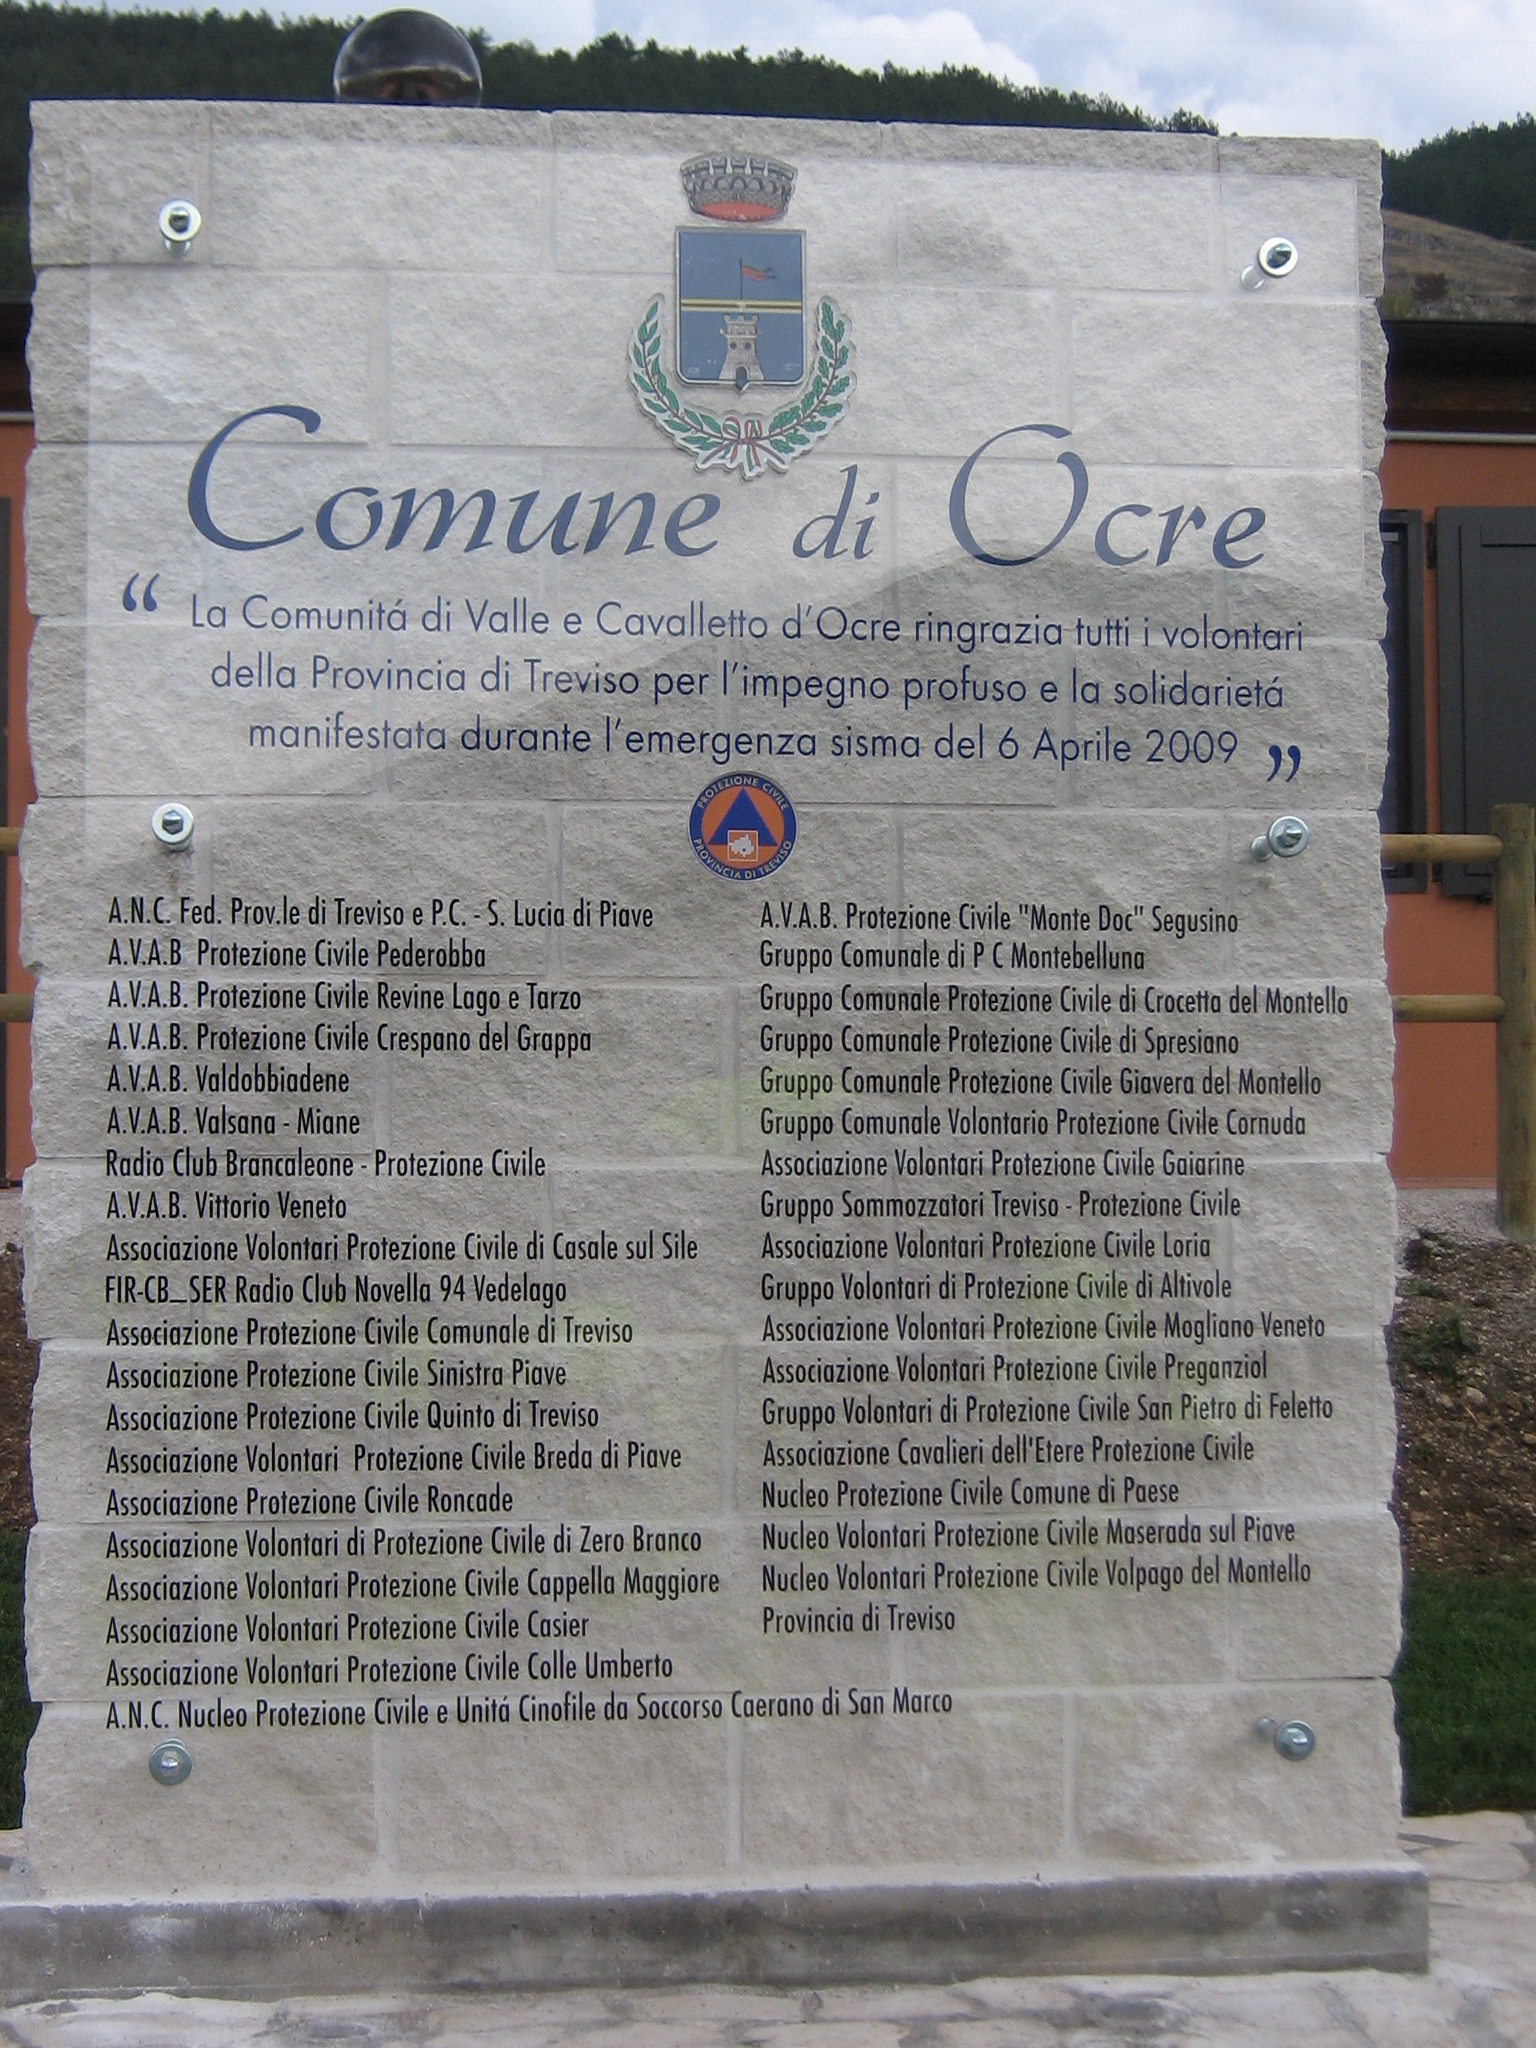 Comune di Ocre
“ La Comunitá di Valle e Cavalletto d'Ocre ringrazia tutti i volontari
della Provincia di Treviso per l'impegno profuso e la solidarietá
manifestata durante l'emergenza sisma del 6 Aprile 2009 ”
PROTEZIONE CIVILE
PROVINCIA DI TREVISO
A.N.C. Fed. Prov.le di Treviso e P.C. - S. Lucia di Piave
A.V.A.B Protezione Civile Pederobba
A.V.A.B. Protezione Civile Revine Lago e Tarzo
A.V.A.B. Protezione Civile Crespano del Grappa
A.V.A.B. Valdobbiadene
A.V.A.B. Valsana - Miane
Radio Club Brancaleone - Protezione Civile
A.V.A.B. Vittorio Veneto
Associazione Volontari Protezione Civile di Casale sul Sile
FIR-CB_SER Radio Club Novella 94 Vedelago
Associazione Protezione Civile Comunale di Treviso
Associazione Protezione Civile Sinistra Piave
Associazione Protezione Civile Quinto di Treviso
Associazione Volontari Protezione Civile Breda di Piave
Associazione Protezione Civile Roncade
Associazione Volontari di Protezione Civile di Zero Branco
Associazione Volontari Protezione Civile Cappella Maggiore
Associazione Volontari Protezione Civile Casier
Associazione Volontari Protezione Civile Colle Umberto
A.N.C. Nucleo Protezione Civile e Unitá Cinofile da Soccorso Caerano di San Marco
A.V.A.B. Protezione Civile "Monte Doc" Segusino
Gruppo Comunale di P C Montebelluna
Gruppo Comunale Protezione Civile di Crocetta del Montello
Gruppo Comunale Protezione Civile di Spresiano
Gruppo Comunale Protezione Civile Giavera del Montello
Gruppo Comunale Volontario Protezione Civile Cornuda
Associazione Volontari Protezione Civile Gaiarine
Gruppo Sommozzatori Treviso - Protezione Civile
Associazione Volontari Protezione Civile Loria
Gruppo Volontari di Protezione Civile di Altivole
Associazione Volontari Protezione Civile Mogliano Veneto
Associazione Volontari Protezione Civile Preganziol
Gruppo Volontari di Protezione Civile San Pietro di Feletto
Associazione Cavalieri dell'Etere Protezione Civile
Nucleo Protezione Civile Comune di Paese
Nucleo Volontari Protezione Civile Maserada sul Piave
Nucleo Volontari Protezione Civile Volpago del Montello
Provincia di Treviso